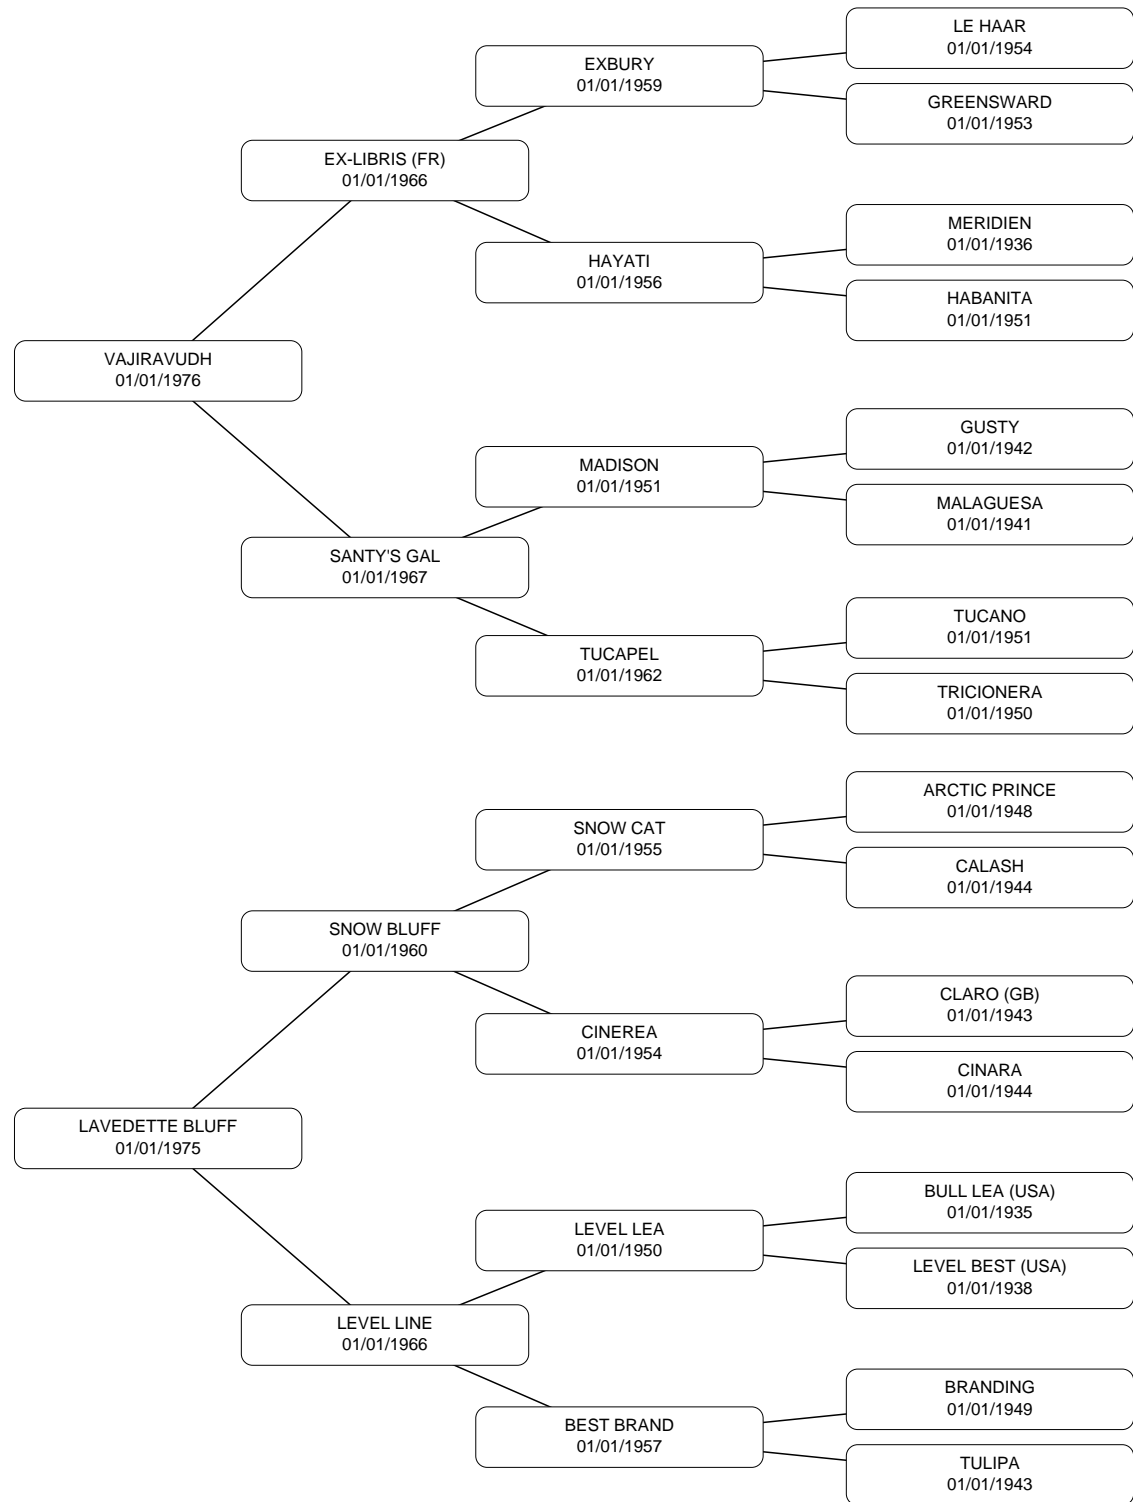 LE HAAR
01/01/1954
EXBURY
01/01/1959
GREENSWARD
01/01/1953
EX-LIBRIS (FR)
01/01/1966
MERIDIEN
01/01/1936
HAYATI
01/01/1956
HABANITA
01/01/1951
VAJIRAVUDH
01/01/1976
GUSTY
01/01/1942
MADISON
01/01/1951
MALAGUESA
01/01/1941
SANTY'S GAL
01/01/1967
TUCANO
01/01/1951
TUCAPEL
01/01/1962
TRICIONERA
01/01/1950
ARCTIC PRINCE
01/01/1948
SNOW CAT
01/01/1955
CALASH
01/01/1944
SNOW BLUFF
01/01/1960
CLARO (GB)
01/01/1943
CINEREA
01/01/1954
CINARA
01/01/1944
LAVEDETTE BLUFF
01/01/1975
BULL LEA (USA)
01/01/1935
LEVEL LEA
01/01/1950
LEVEL BEST (USA)
01/01/1938
LEVEL LINE
01/01/1966
BRANDING
01/01/1949
BEST BRAND
01/01/1957
TULIPA
01/01/1943